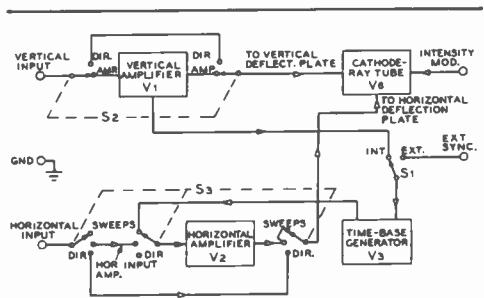 VERTICAL
INPUT
DIR.
AMP.
VERTICAL
AMPLIFIER
V1
DIR.
AMP.
TO VERTICAL
DEFLECT. PLATE
CATHODE-
RAY TUBE
V6
INTENSITY
MOD.
TO HORIZONTAL
DEFLECTION
PLATE
S2
INT.
EXT.
EXT
SYNC.
S1
GND
S3
HORIZONTAL
INPUT
SWEEPS
DIR.
HOR INPUT
AMP.
DIR
HORIZONTAL
AMPLIFIER
V2
SWEEPS
DIR.
TIME-BASE
GENERATOR
V3